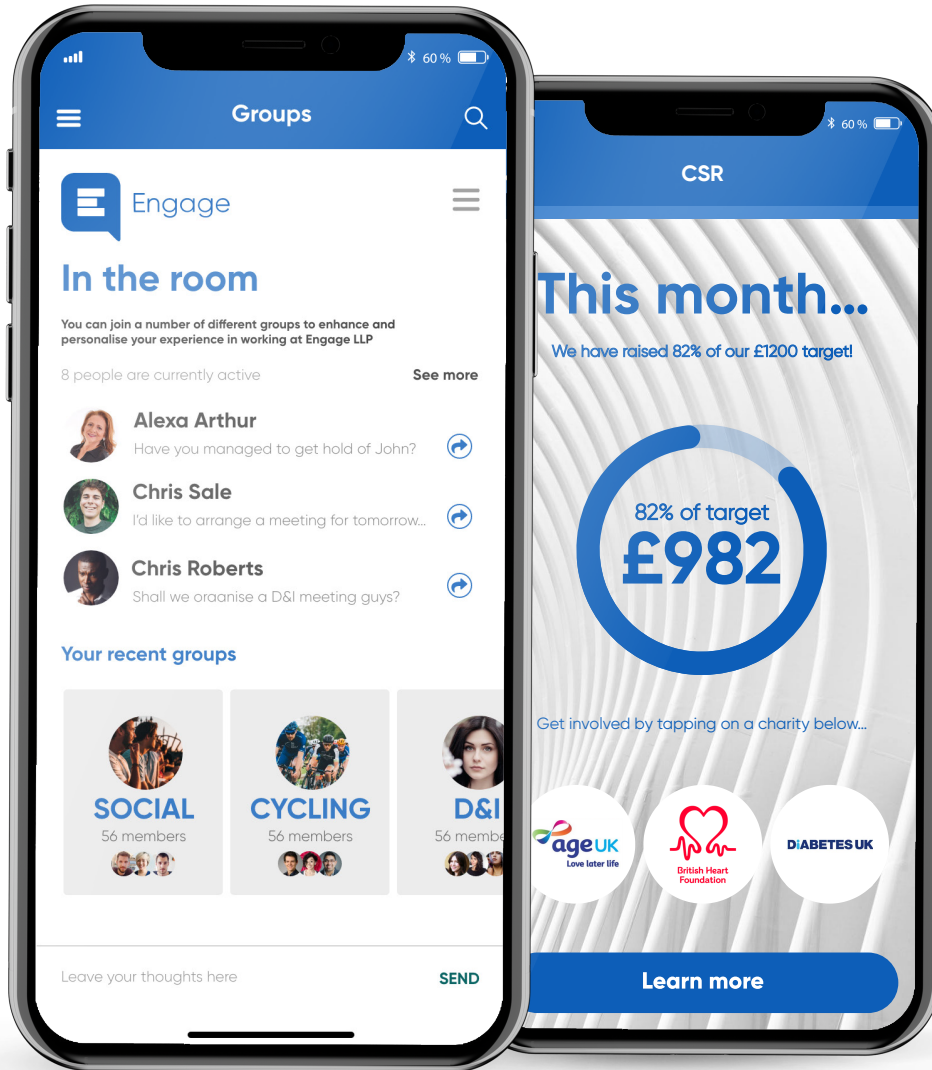 60 %
Groups
Engage
In the room
You can join a number of different groups to enhance and
personalise your experience in working at Engage LLP
8 people are currently active
See more
Alexa Arthur
Have you managed to get hold of John?
Chris Sale
I'd like to arrange a meeting for tomorrow...
Chris Roberts
Shall we oraanise a D&I meeting guys?
Your recent groups
SOCIAL
56 members
CYCLING
56 members
D&I
56 membe
Leave your thoughts here
SEND
60 %
CSR
This month...
We have raised 82% of our £1200 target!
82% of target
£982
Get involved by tapping on a charity below...
age UK
Love later life
British Heart
Foundation
DiABETES UK
Learn more